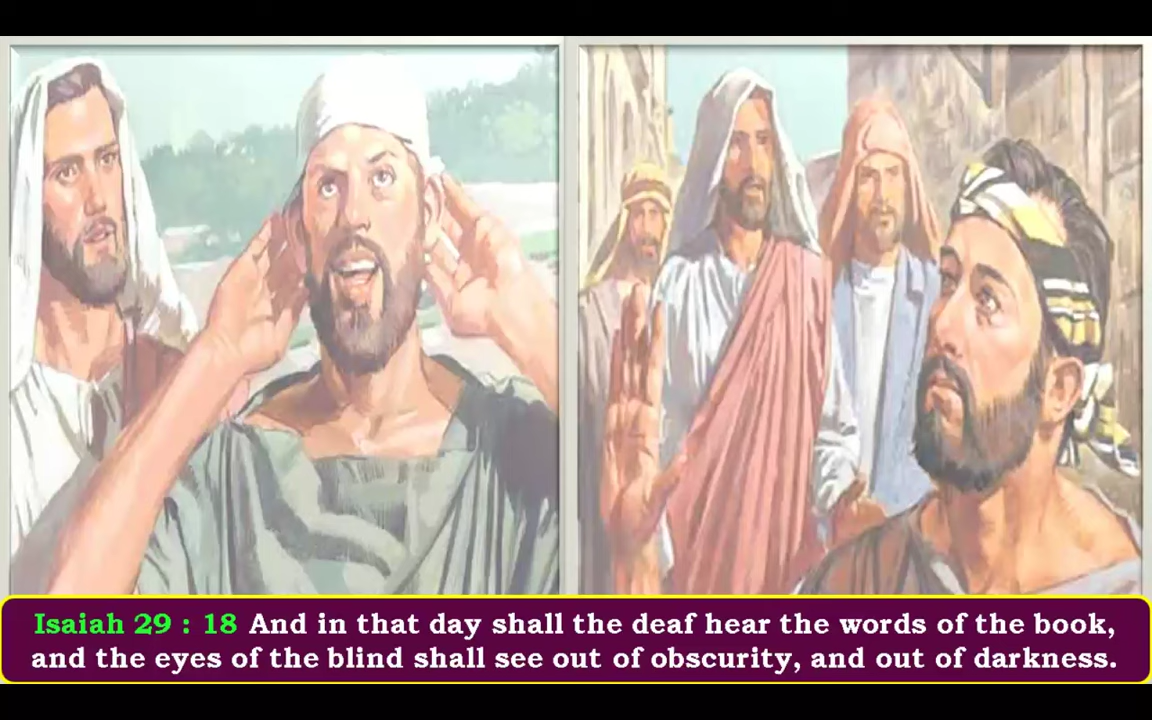 Isaiah 29 : 18 And in that day shall the deaf hear the words of the book,
and the eyes of the blind shall see out of obscurity, and out of darkness.